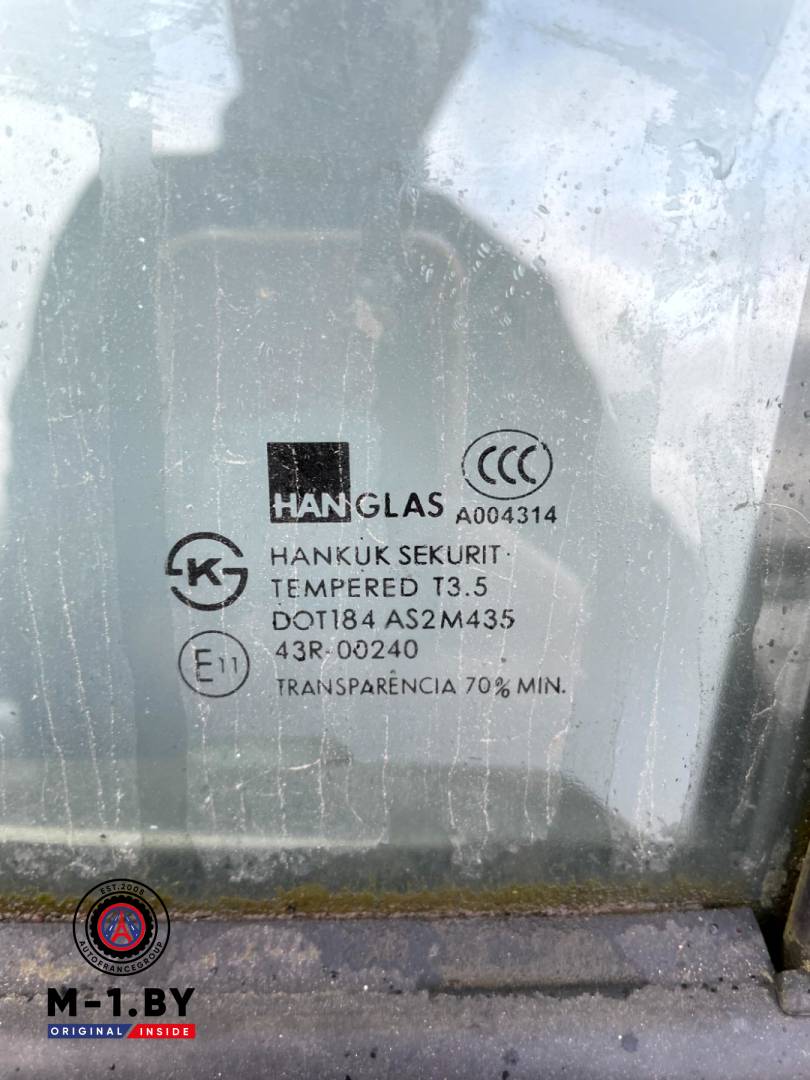 CCC
HANGLAS A004314
K
HANKUK SEKURIT
TEMPERED T3.5
DOT184 AS2M435
43R-00240
E11
TRANSPARÊNCIA 70% MIN.
EST.2008
AUTOFRANCEGROUP
M-1.BY
ORIGINAL INSIDE